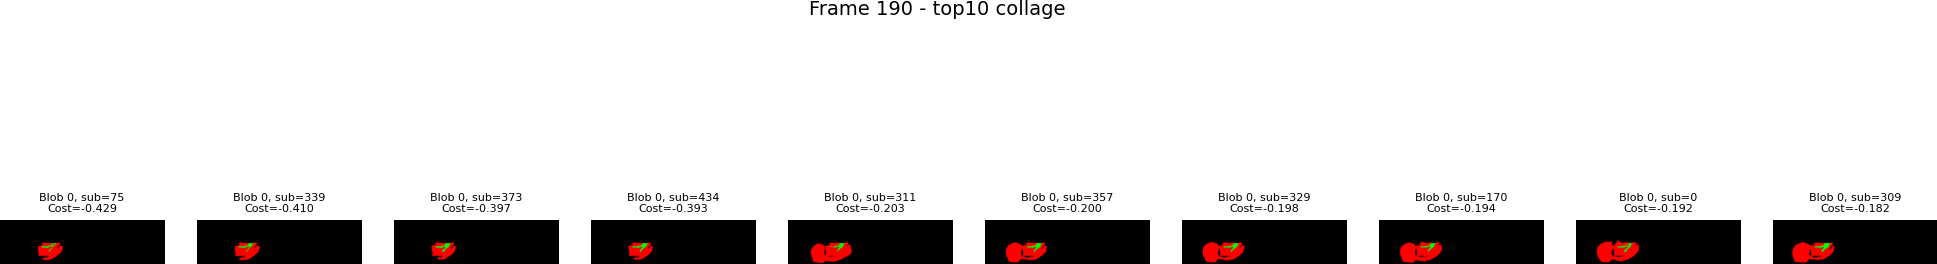 Frame 190 - top10 collage
Blob 0, sub=75
Cost=-0.429
Blob 0, sub=339
Cost=-0.410
Blob 0, sub=373
Cost=-0.397
Blob 0, sub=434
Cost=-0.393
Blob 0, sub=311
Cost=-0.203
Blob 0, sub=357
Cost=-0.200
Blob 0, sub=329
Cost=-0.198
Blob 0, sub=170
Cost=-0.194
Blob 0, sub=0
Cost=-0.192
Blob 0, sub=309
Cost=-0.182